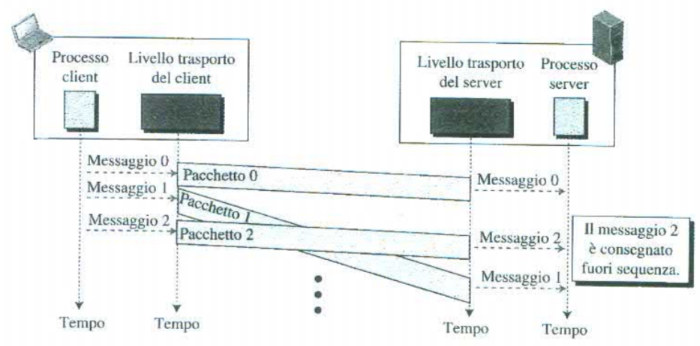 Processo
client
Livello trasporto
del client
Livello trasporto
del server
Processo
server
Messaggio 0
Messaggio 1
Messaggio 2
Pacchetto 0
Pacchetto 1
Pacchetto 2
Messaggio 0
Messaggio 2
Messaggio 1
Il messaggio 2
è consegnato
fuori sequenza.
Tempo
Tempo
Tempo
Tempo